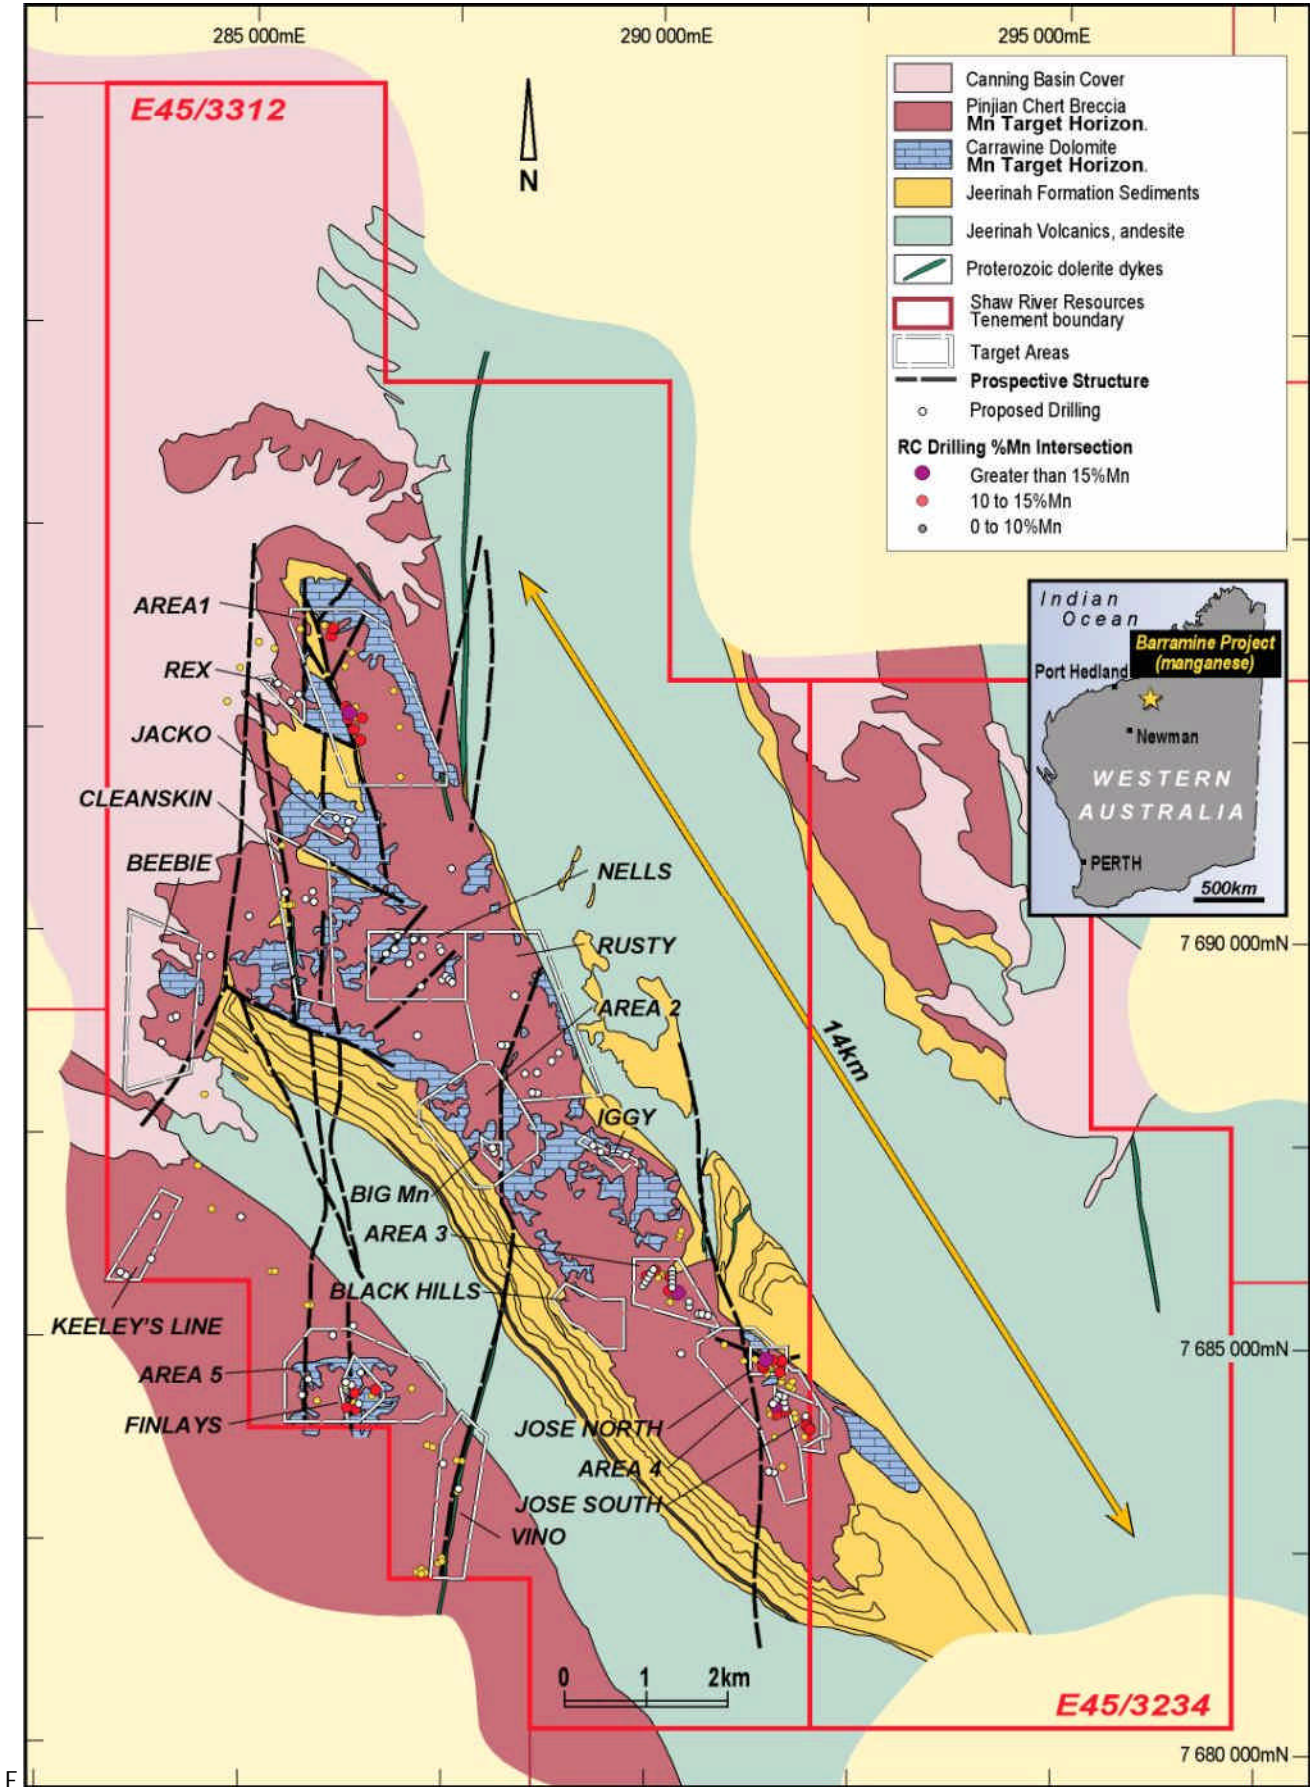 285 000mE
290 000mE
295 000mE
E45/3312
N
Canning Basin Cover
Pinjian Chert Breccia
Mn Target Horizon.
Carrawine Dolomite
Mn Target Horizon.
Jeerinah Formation Sediments
Jeerinah Volcanics, andesite
Proterozoic dolerite dykes
Shaw River Resources
Tenement boundary
Target Areas
Prospective Structure
Proposed Drilling
RC Drilling %Mn Intersection
Greater than 15%Mn
10 to 15%Mn
0 to 10%Mn
Indian
Ocean
Barramine Project
(manganese)
Port Hedland
Newman
WESTERN
AUSTRALIA
PERTH
500km
AREA1
REX
JACKO
CLEANSKIN
BEEBIE
NELLS
RUSTY
7 690 000mN
AREA 2
14km
IGGY
BIG Mn
AREA 3
BLACK HILLS
KEELEY'S LINE
7 685 000mN
AREA 5
FINLAYS
JOSE NORTH
AREA 4
JOSE SOUTH
VINO
0 1 2km
E45/3234
7 680 000mN